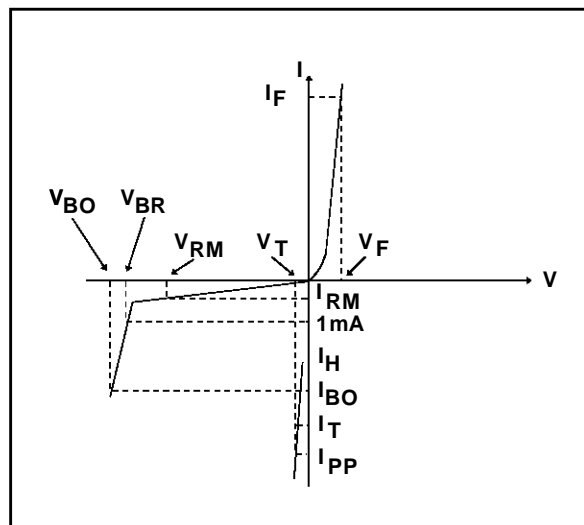 I
I_F
V_BO
V_BR
V_RM
V_T
V_F
V
I_RM
1mA
I_H
I_BO
I_T
I_PP